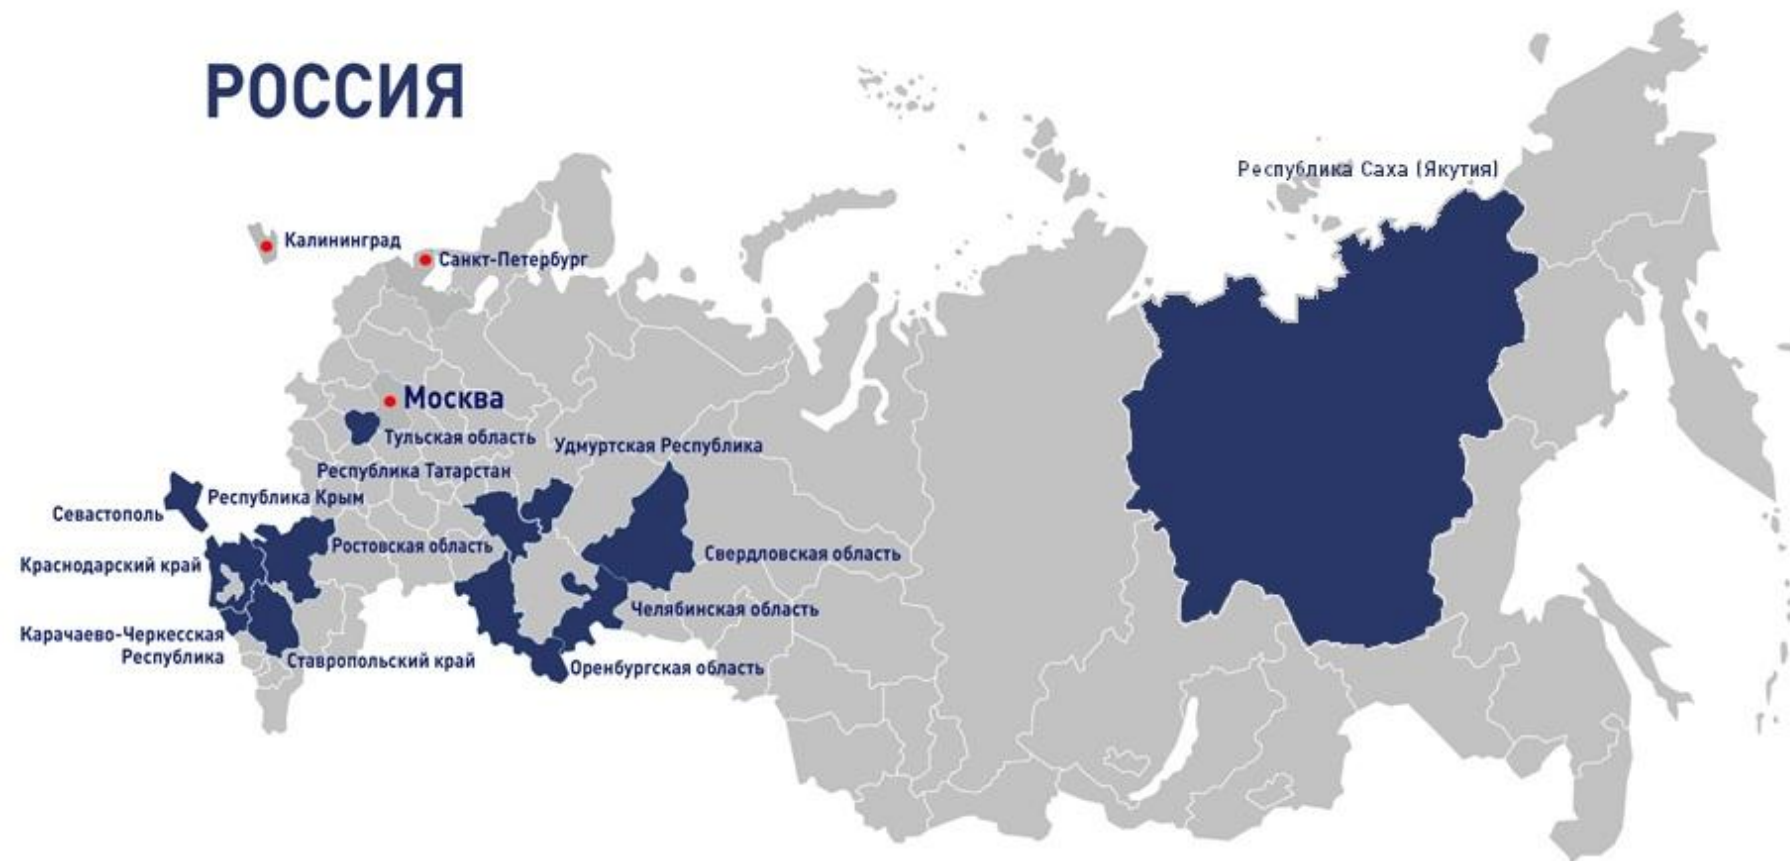 РОССИЯ
Республика Саха (Якутия)
Калининград
Санкт-Петербург
Москва
Тульская область
Удмуртская Республика
Республика Татарстан
Республика Крым
Севастополь
Ростовская область
Свердловская область
Краснодарский край
Челябинская область
Карачаево-Черкесская
Республика
Ставропольский край
Оренбургская область